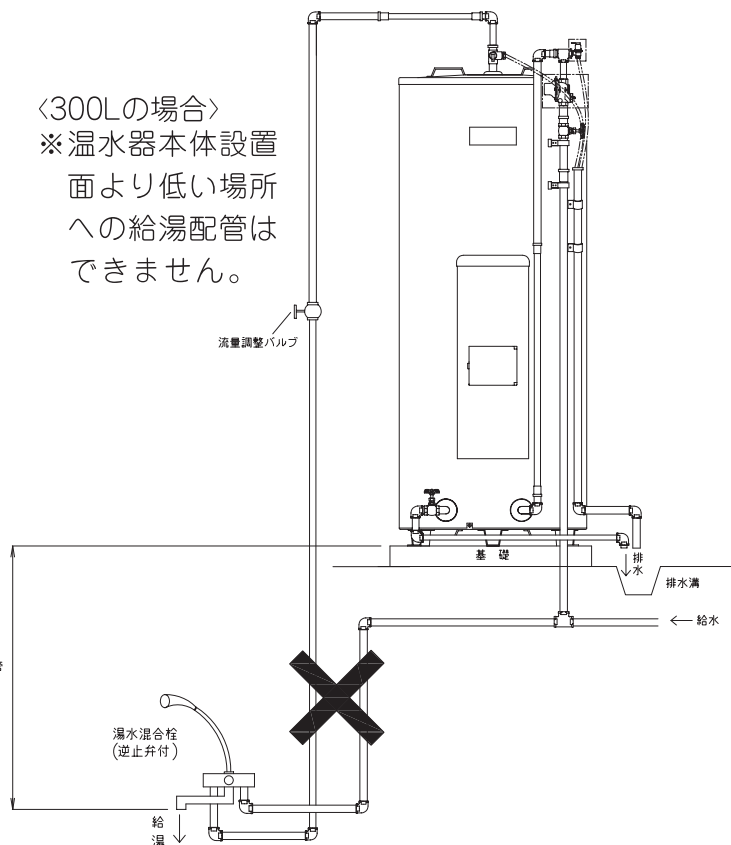 〈300Lの場合〉
※温水器本体設置
面より低い場所
への給湯配管は
できません。
流量調整バルブ
基礎
排水
排水溝
給水
湯水混合栓
(逆止弁付)
給湯